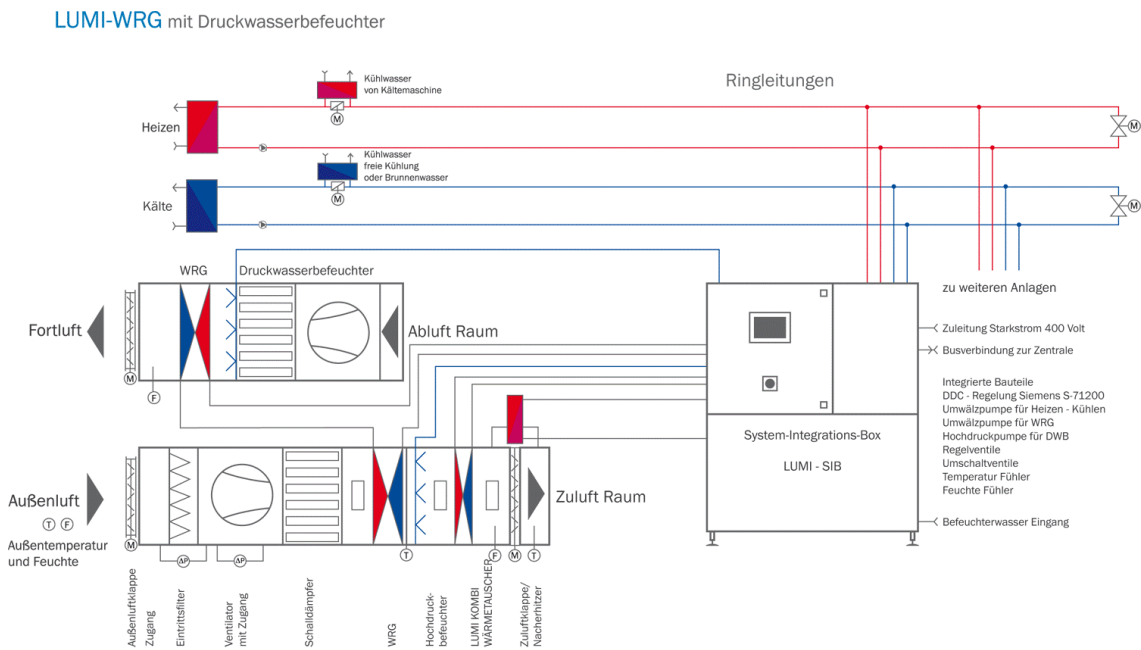 LUMI-WRG mit Druckwasserbefeuchter
Ringleitungen
Kühlwasser
von Kältemaschine
M
Heizen
M
Kühlwasser
freie Kühlung
oder Brunnenwasser
M
Kälte
M
WRG
Druckwasserbefeuchter
Fortluft
Abluft Raum
M
F
zu weiteren Anlagen
Zuleitung Starkstrom 400 Volt
Busverbindung zur Zentrale
Integrierte Bauteile
DDC - Regelung Siemens S-71200
Umwälzpumpe für Heizen - Kühlen
Umwälzpumpe für WRG
Hochdruckpumpe für DWB
Regelventile
Umschaltventile
Temperatur Fühler
Feuchte Fühler
Befeuchterwasser Eingang
System-Integrations-Box
LUMI - SIB
Außenluft
T F
Außentemperatur
und Feuchte
Zuluft Raum
M
ΔP
ΔP
T
F
M
T
Außenluftklappe
Zugang
Eintrittsfilter
Ventilator
mit Zugang
Schalldämpfer
WRG
Hochdruck-
befeuchter
LUMI KOMBI
WÄRMETAUSCHER
Zuluftklappe/
Nacherhitzer